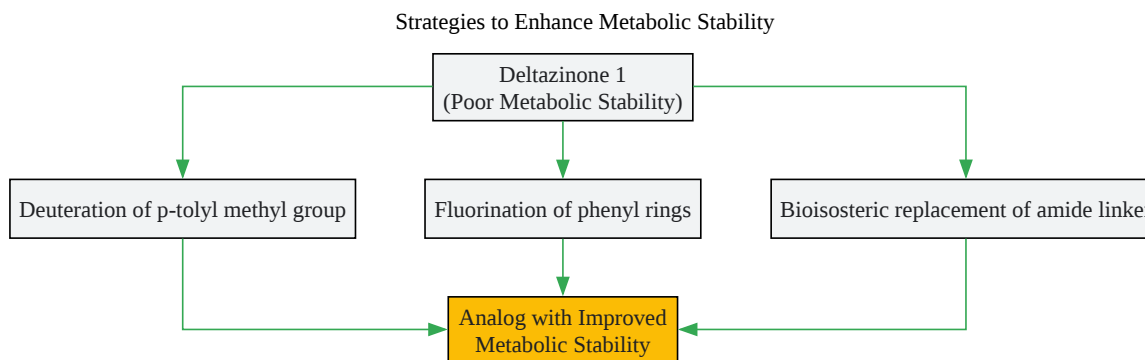 Strategies to Enhance Metabolic Stability
Deltazinone 1
(Poor Metabolic Stability)
Deuteration of p-tolyl methyl group
Fluorination of phenyl rings
Bioisosteric replacement of amide linker
Analog with Improved
Metabolic Stability